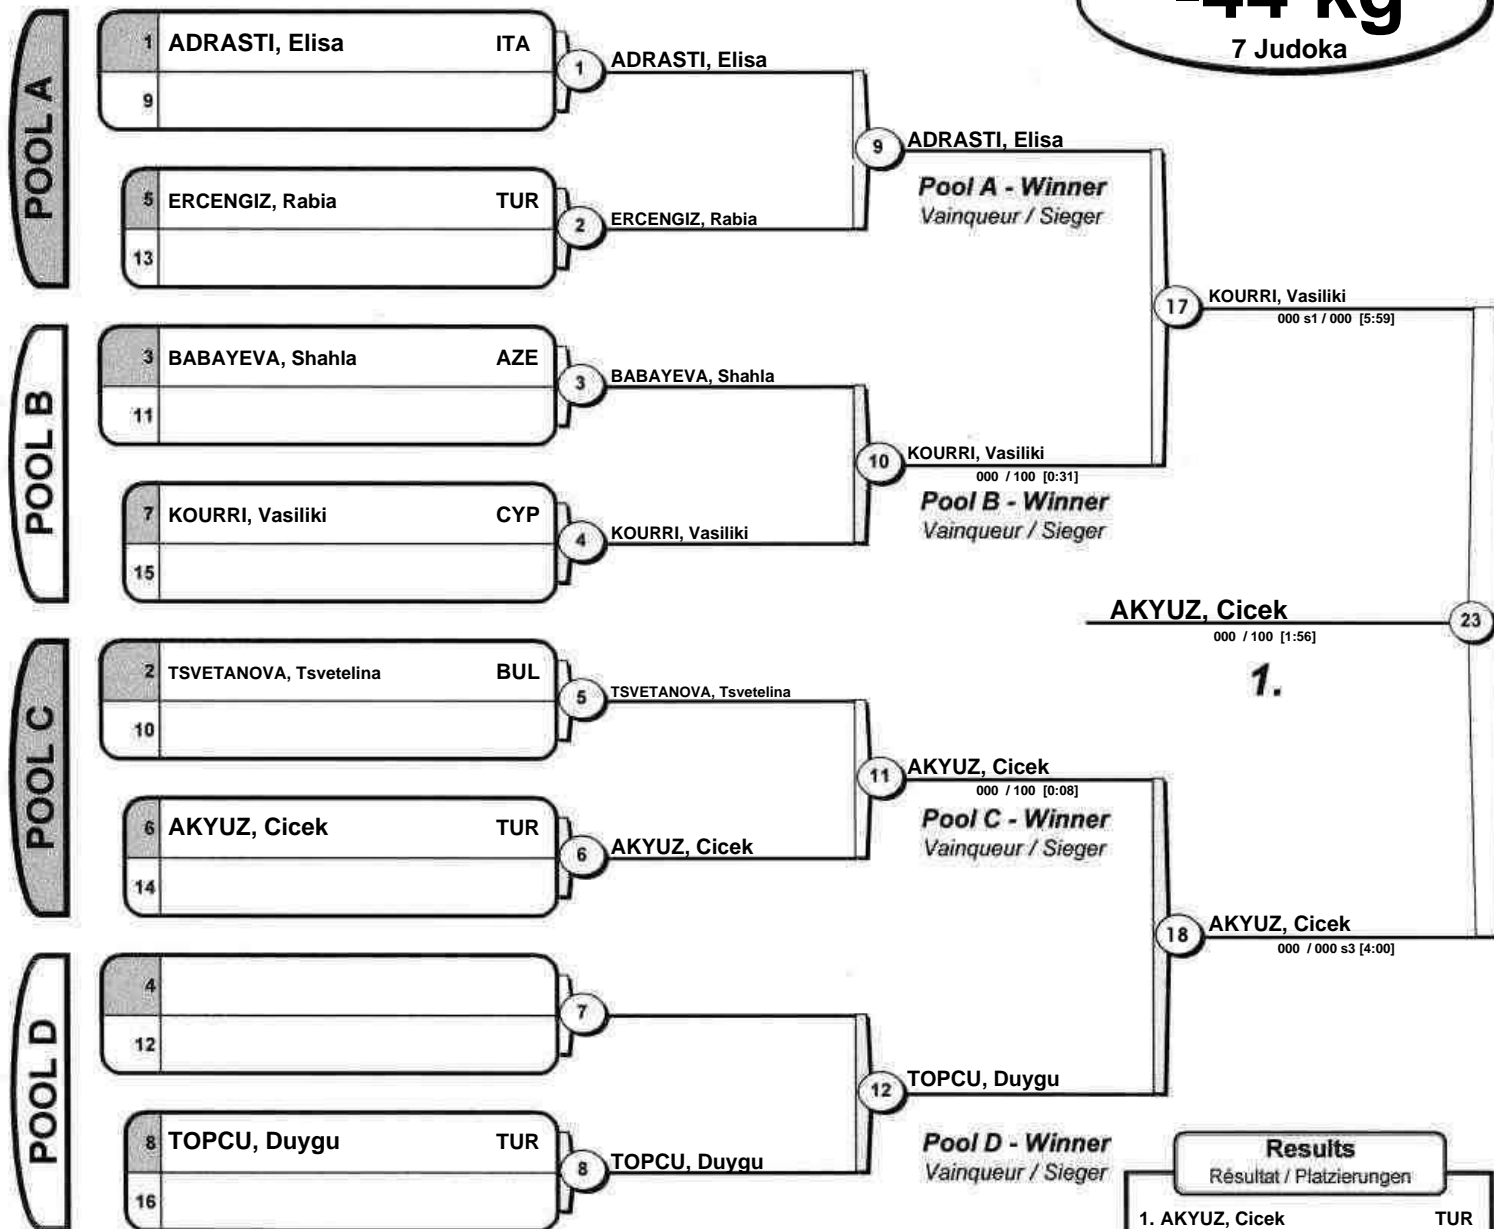 -44 kg
7 Judoka
POOL A
1 ADRASTI, Elisa ITA
9
5 ERCENGIZ, Rabia TUR
13
1 ADRASTI, Elisa
2 ERCENGIZ, Rabia
9 ADRASTI, Elisa
Pool A - Winner
Vainqueur / Sieger
POOL B
3 BABAYEVA, Shahla AZE
11
7 KOURRI, Vasiliki CYP
15
3 BABAYEVA, Shahla
4 KOURRI, Vasiliki
10 KOURRI, Vasiliki
000 / 100 [0:31]
Pool B - Winner
Vainqueur / Sieger
17 KOURRI, Vasiliki
000 s1 / 000 [5:59]
AKYUZ, Cicek 23
000 / 100 [1:56]
1.
POOL C
2 TSVETANOVA, Tsvetelina BUL
10
6 AKYUZ, Cicek TUR
14
5 TSVETANOVA, Tsvetelina
6 AKYUZ, Cicek
11 AKYUZ, Cicek
000 / 100 [0:08]
Pool C - Winner
Vainqueur / Sieger
18 AKYUZ, Cicek
000 / 000 s3 [4:00]
POOL D
4
12
8 TOPCU, Duygu TUR
16
7
8 TOPCU, Duygu
12 TOPCU, Duygu
Pool D - Winner
Vainqueur / Sieger
Results
Résultat / Platzierungen
1. AKYUZ, Cicek TUR